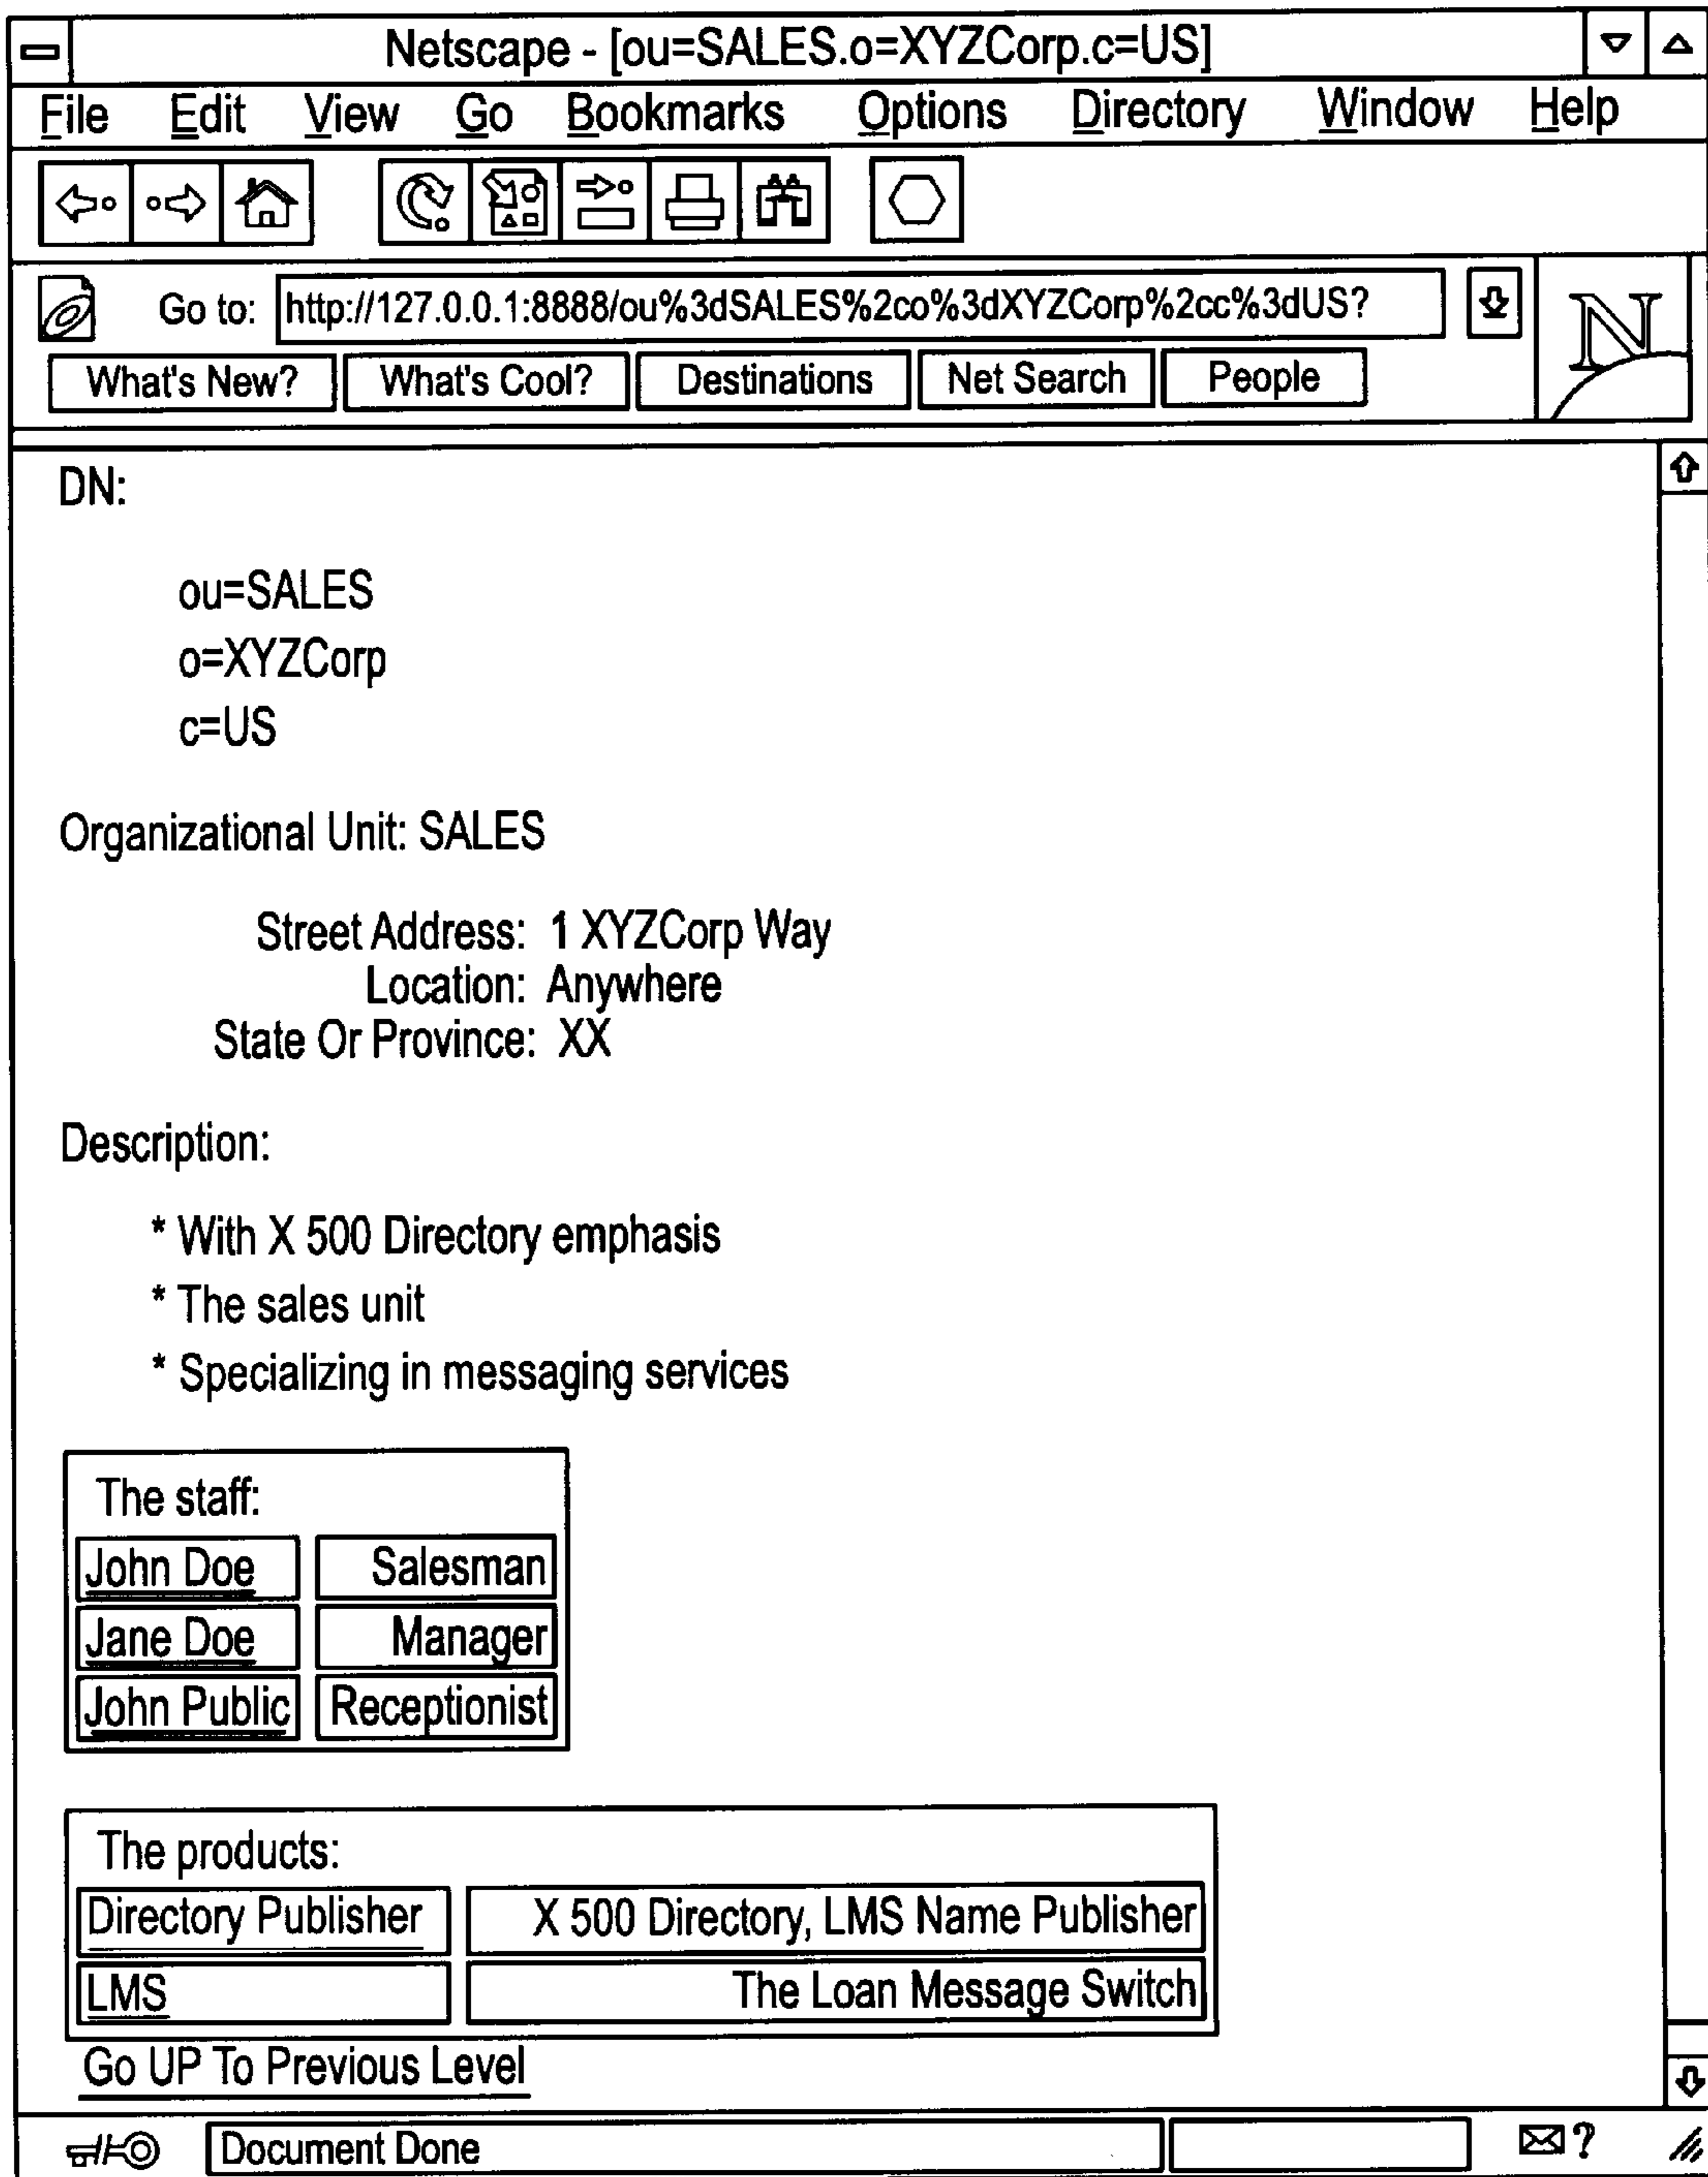 Netscape - [ou=SALES.o=XYZCorp.c=US]
File Edit View Go Bookmarks Options Directory Window Help
Go to: http://127.0.0.1:8888/ou%3dSALES%2co%3dXYZCorp%2cc%3dUS?
N
What's New? What's Cool? Destinations Net Search People
DN:
ou=SALES
o=XYZCorp
c=US
Organizational Unit: SALES
Street Address: 1 XYZCorp Way
Location: Anywhere
State Or Province: XX
Description:
* With X 500 Directory emphasis
* The sales unit
* Specializing in messaging services
The staff:
John Doe Salesman
Jane Doe Manager
John Public Receptionist
The products:
Directory Publisher X 500 Directory, LMS Name Publisher
LMS The Loan Message Switch
Go UP To Previous Level
Document Done ?